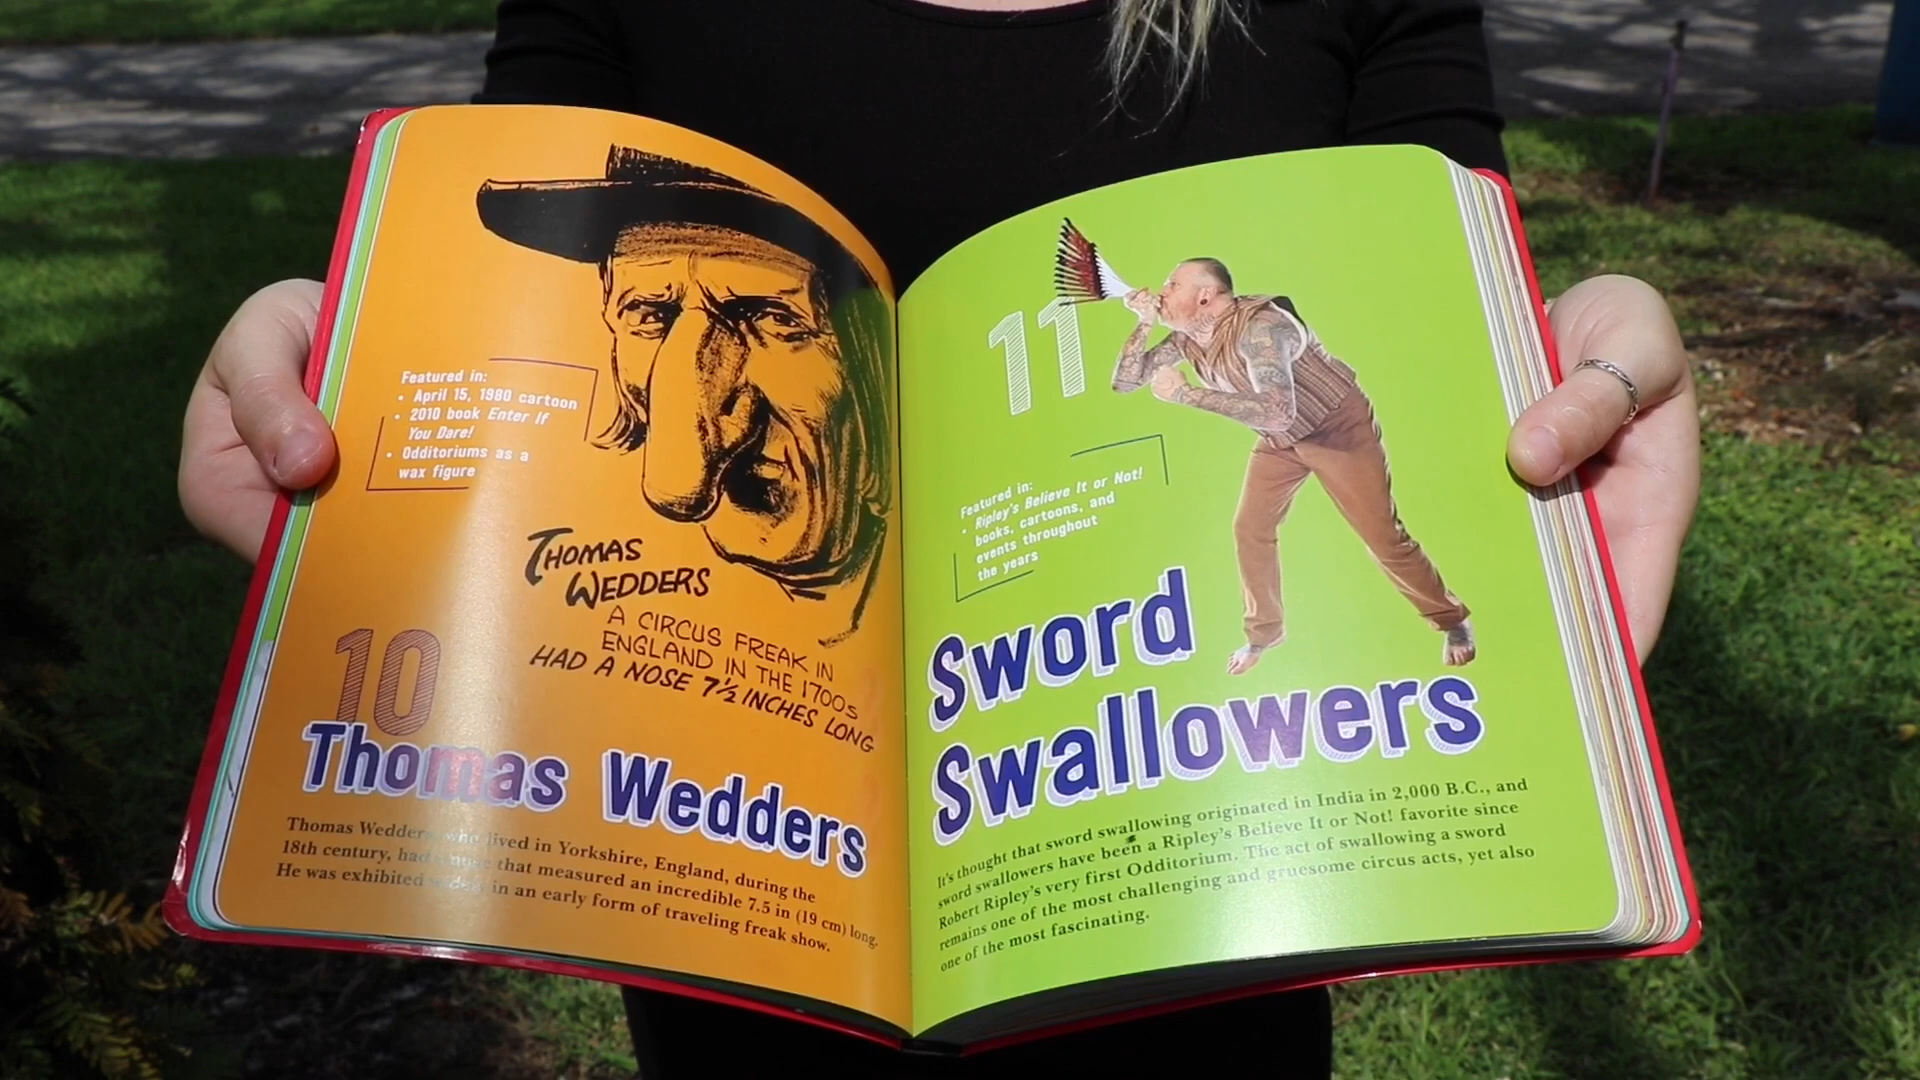 Featured in:
• April 15, 1980 cartoon
• 2010 book Enter If
You Dare!
• Odditoriums as a
wax figure
THOMAS
WEDDERS
A CIRCUS FREAK IN
ENGLAND IN THE 1700s
HAD A NOSE 7½ INCHES LONG
10
Thomas Wedders
Thomas Wedders, who lived in Yorkshire, England, during the
18th century, had a nose that measured an incredible 7.5 in (19 cm) long.
He was exhibited widely in an early form of traveling freak show.
11
Featured in:
• Ripley's Believe It or Not!
books, cartoons, and
events throughout
the years
Sword
Swallowers
It's thought that sword swallowing originated in India in 2,000 B.C., and
sword swallowers have been a Ripley's Believe It or Not! favorite since
Robert Ripley's very first Odditorium. The act of swallowing a sword
remains one of the most challenging and gruesome circus acts, yet also
one of the most fascinating.